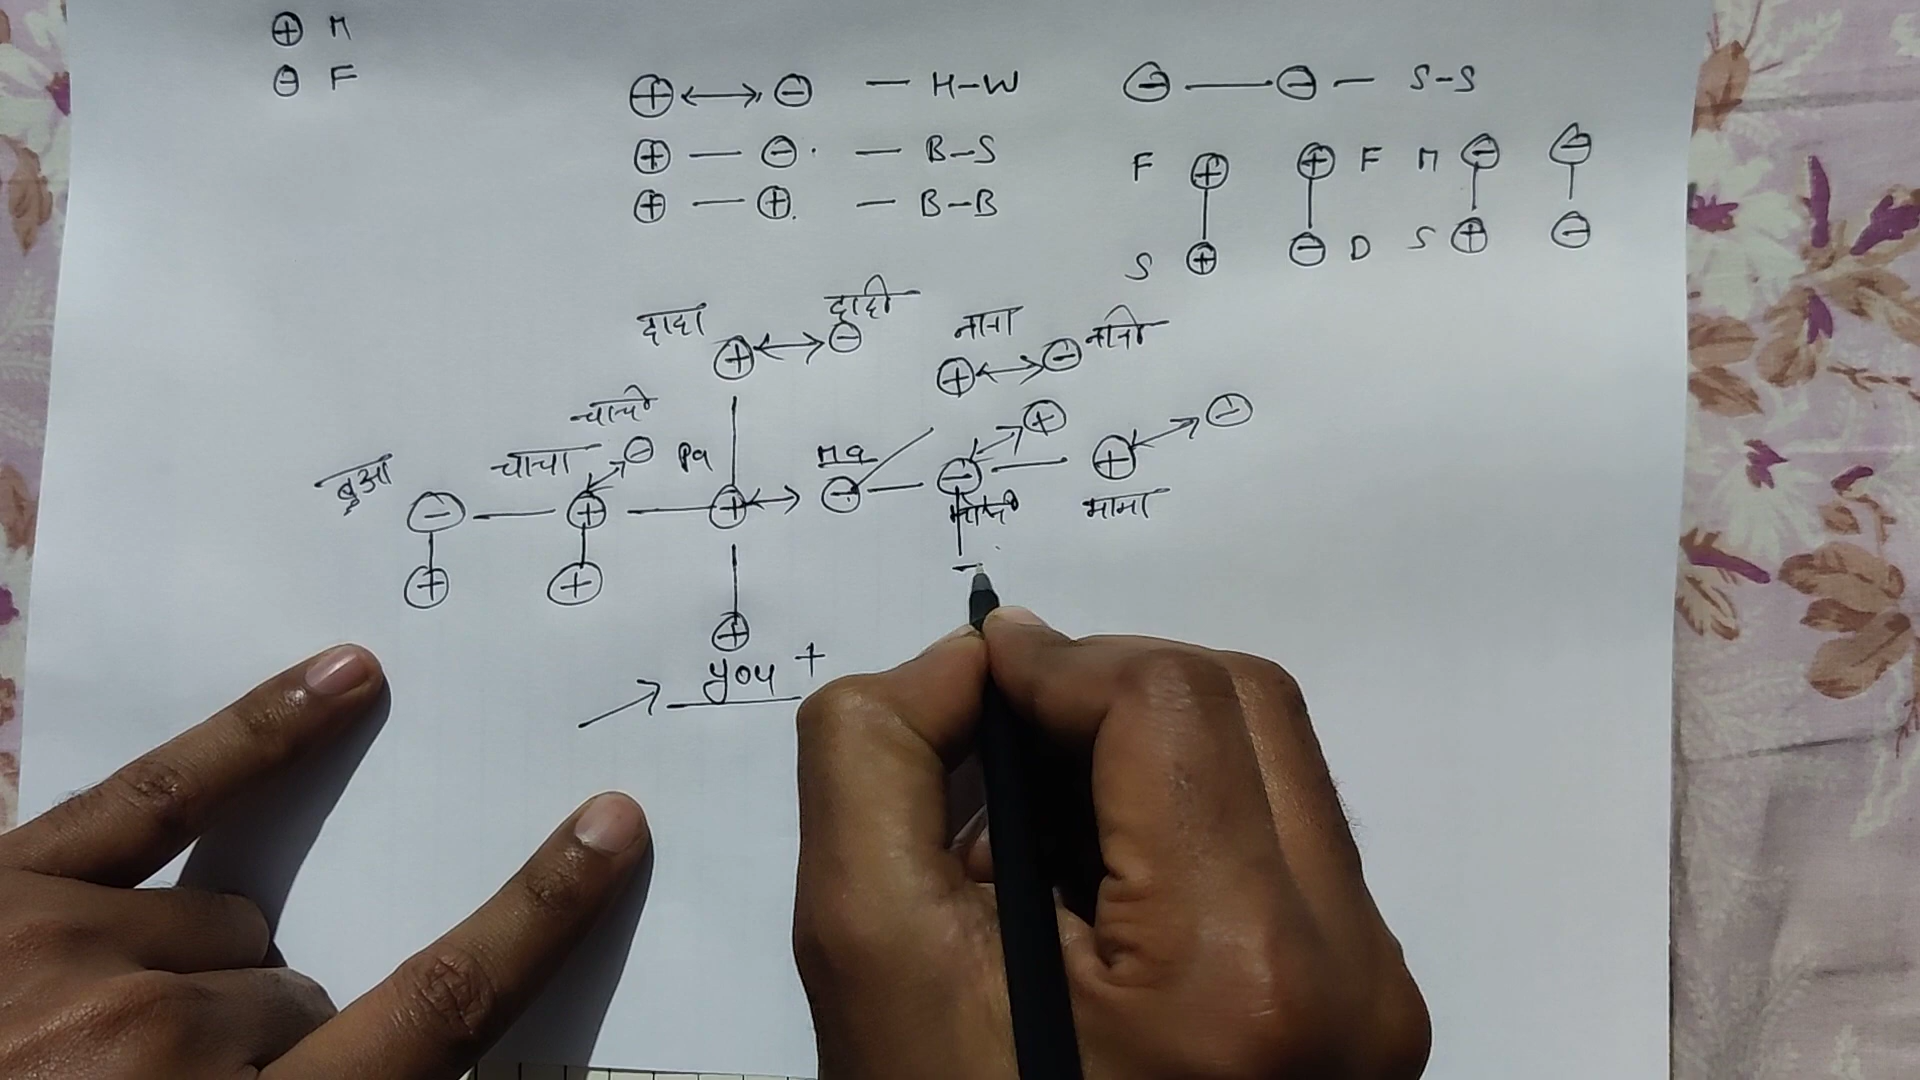 ⊕ M
⊖ F
⊕ ↔ ⊖ — H-W
⊕ — ⊖ — B-S
⊕ — ⊕ — B-B
⊖ — ⊖ — S-S
F ⊕ ⊕ F M ⊖ ⊖
S ⊕ ⊖ D S ⊕ ⊖
दादा दादी
⊕ ↔ ⊖
नाना नानी
⊕ ↔ ⊖
चाची
बुआ चाचा ⊖ Pa Ma ⊕ ⊖
⊖ — ⊕ — ⊕ ↔ ⊖ — ⊖ — ⊕
मासी मामा
⊕ ⊕ ⊕
you +